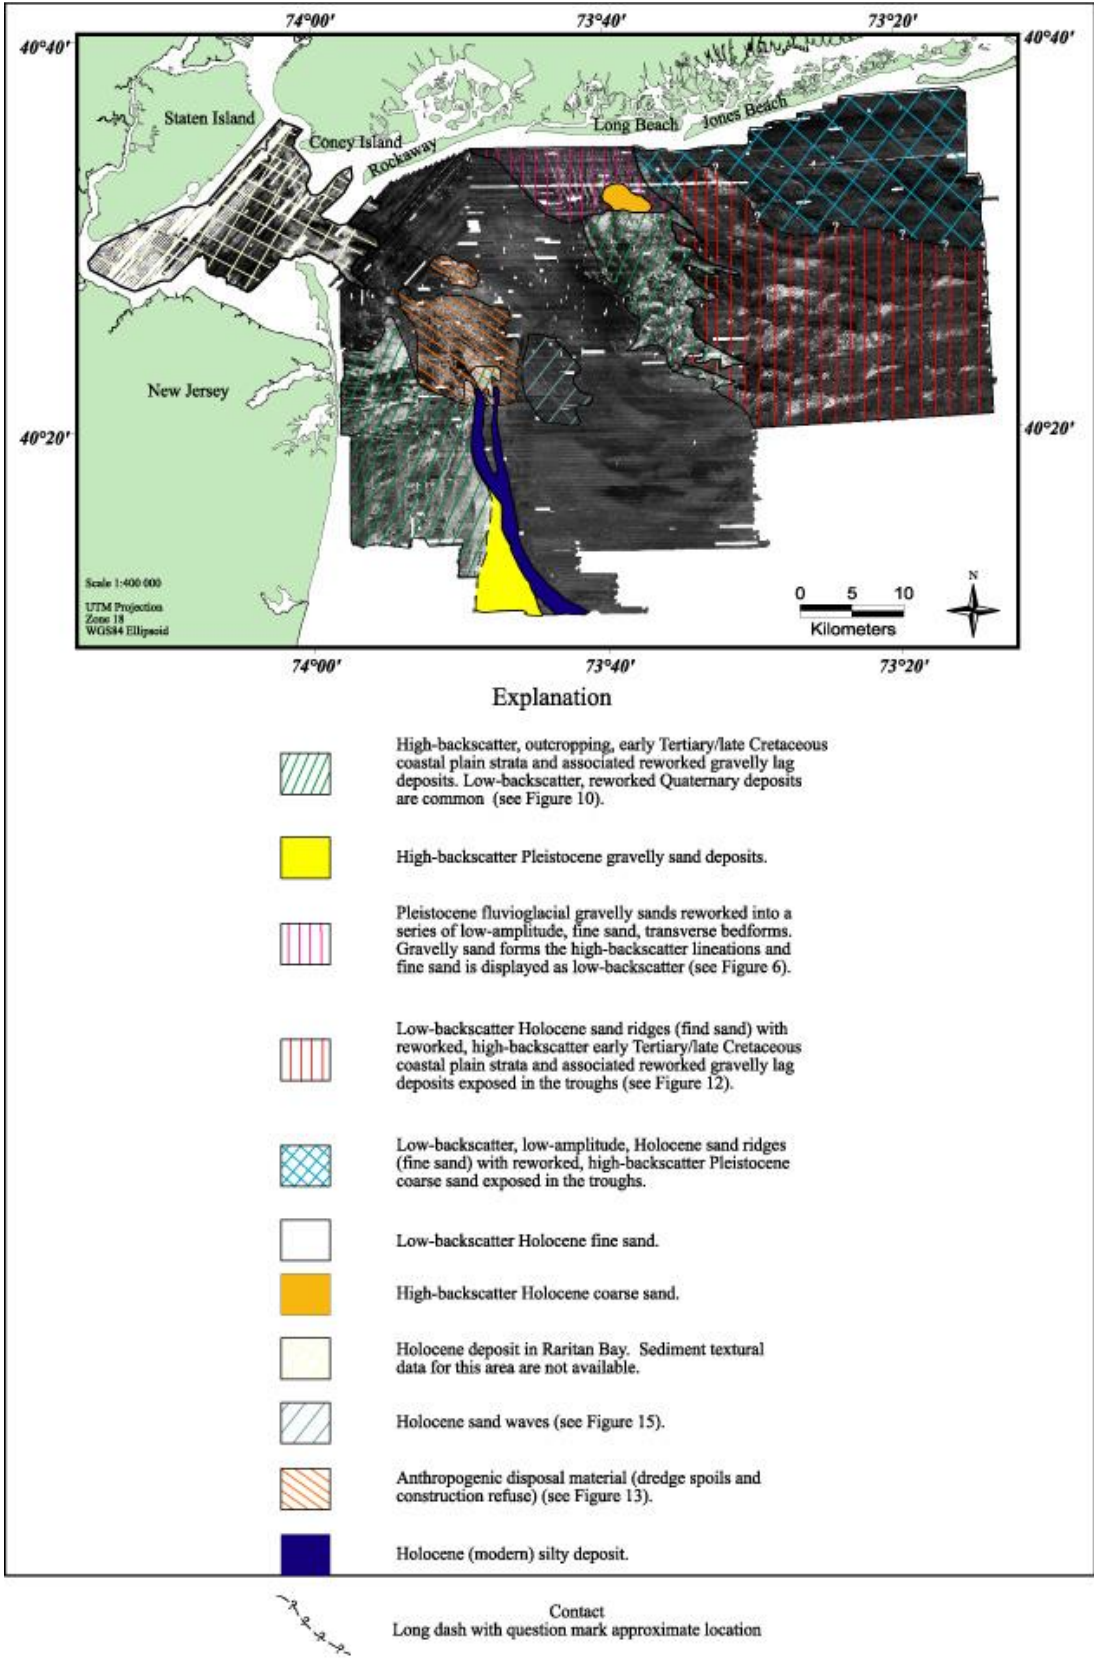 74°00'
73°40'
73°20'
40°40'
40°40'
Staten Island
Coney Island
Rockaway
Long Beach
Jones Beach
?
?
?
?
New Jersey
40°20'
40°20'
Scale 1:400 000
UTM Projection
Zone 18
WGS84 Ellipsoid
0 5 10
Kilometers
N
74°00'
73°40'
73°20'
Explanation
High-backscatter, outcropping, early Tertiary/late Cretaceous
coastal plain strata and associated reworked gravelly lag
deposits. Low-backscatter, reworked Quaternary deposits
are common (see Figure 10).
High-backscatter Pleistocene gravelly sand deposits.
Pleistocene fluvioglacial gravelly sands reworked into a
series of low-amplitude, fine sand, transverse bedforms.
Gravelly sand forms the high-backscatter lineations and
fine sand is displayed as low-backscatter (see Figure 6).
Low-backscatter Holocene sand ridges (find sand) with
reworked, high-backscatter early Tertiary/late Cretaceous
coastal plain strata and associated reworked gravelly lag
deposits exposed in the troughs (see Figure 12).
Low-backscatter, low-amplitude, Holocene sand ridges
(fine sand) with reworked, high-backscatter Pleistocene
coarse sand exposed in the troughs.
Low-backscatter Holocene fine sand.
High-backscatter Holocene coarse sand.
Holocene deposit in Raritan Bay. Sediment textural
data for this area are not available.
Holocene sand waves (see Figure 15).
Anthropogenic disposal material (dredge spoils and
construction refuse) (see Figure 13).
Holocene (modern) silty deposit.
Contact
Long dash with question mark approximate location